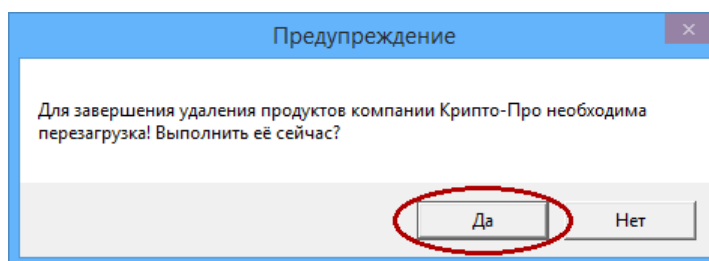 Предупреждение
Для завершения удаления продуктов компании Крипто-Про необходима
перезагрузка! Выполнить её сейчас?
Да Нет